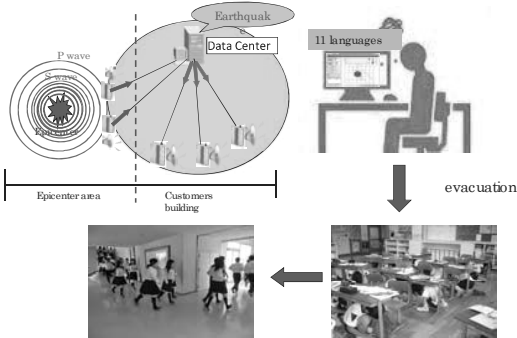 Earthquak
e
Data Center
11 languages
P wave
S wave
Epicenter
evacuation
Epicenter area
Customers
building